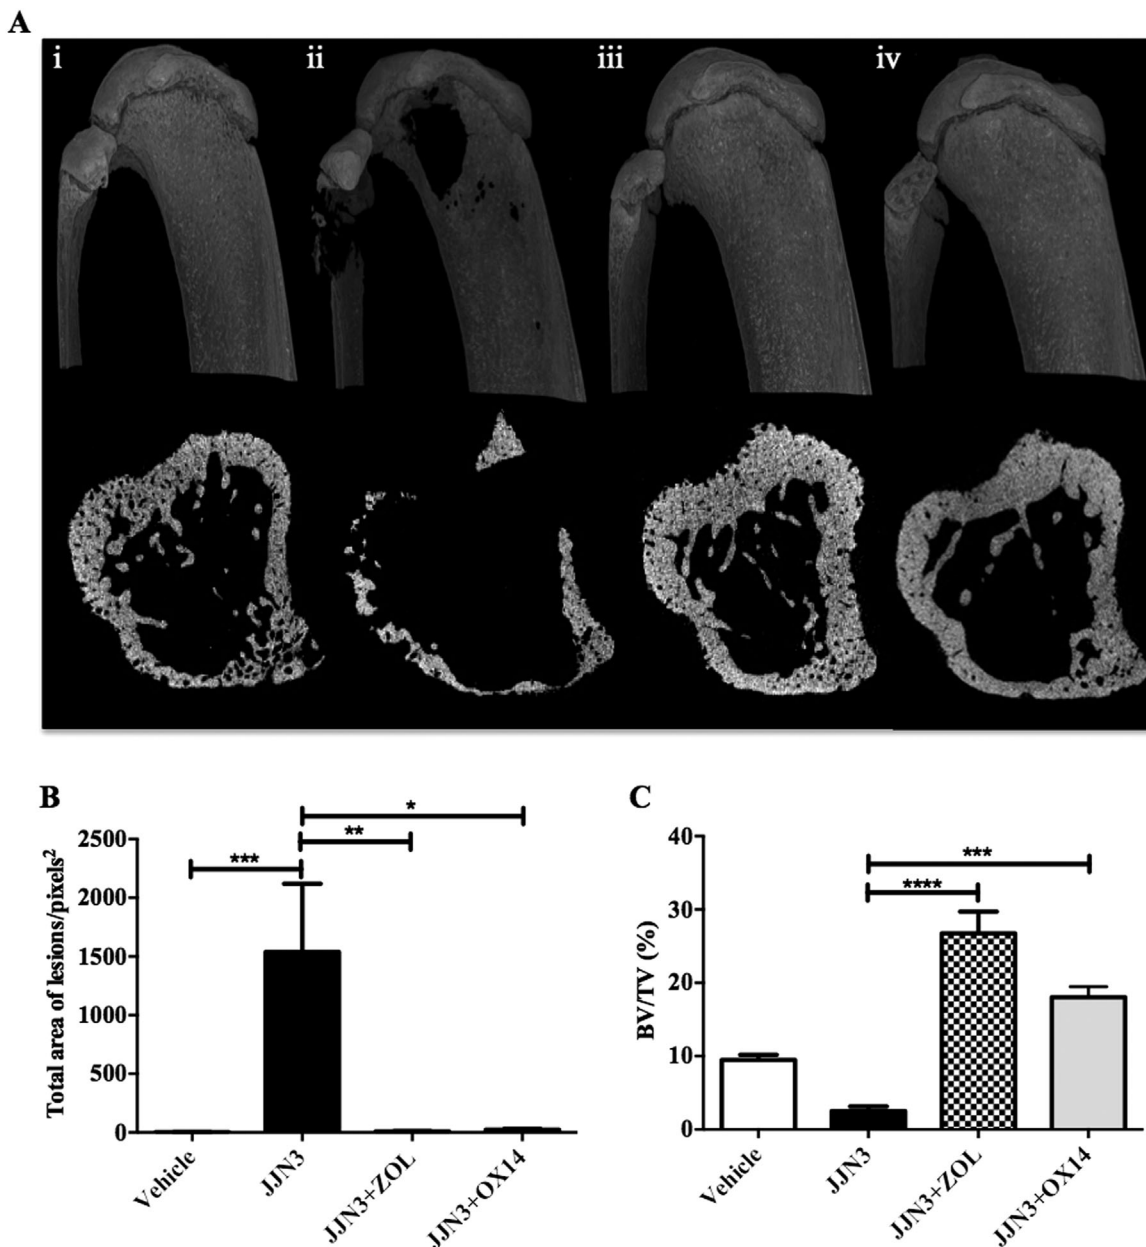 A
i ii iii iv
B
*
**
***
2500
2000
1500
1000
500
0
Total area of lesions/pixels²
Vehicle
JJN3
JJN3+ZOL
JJN3+OX14
C
***
****
40
30
20
10
0
BV/TV (%)
Vehicle
JJN3
JJN3+ZOL
JJN3+OX14